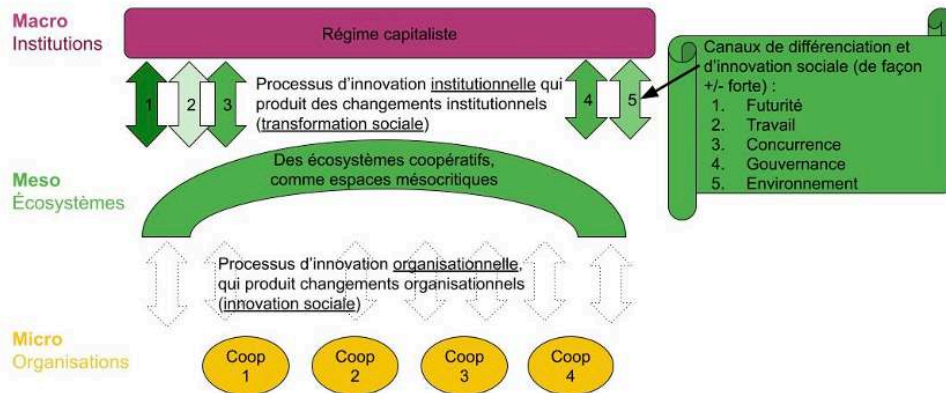 Macro
Institutions
Régime capitaliste
Canaux de différenciation et
d'innovation sociale (de façon
+/- forte) :
1. Futurité
2. Travail
3. Concurrence
4. Gouvernance
5. Environnement
1
2
3
Processus d'innovation institutionnelle qui
produit des changements institutionnels
(transformation sociale)
4
5
Meso
Écosystèmes
Des écosystèmes coopératifs,
comme espaces mésocritiques
Processus d'innovation organisationnelle,
qui produit changements organisationnels
(innovation sociale)
Micro
Organisations
Coop
1
Coop
2
Coop
3
Coop
4